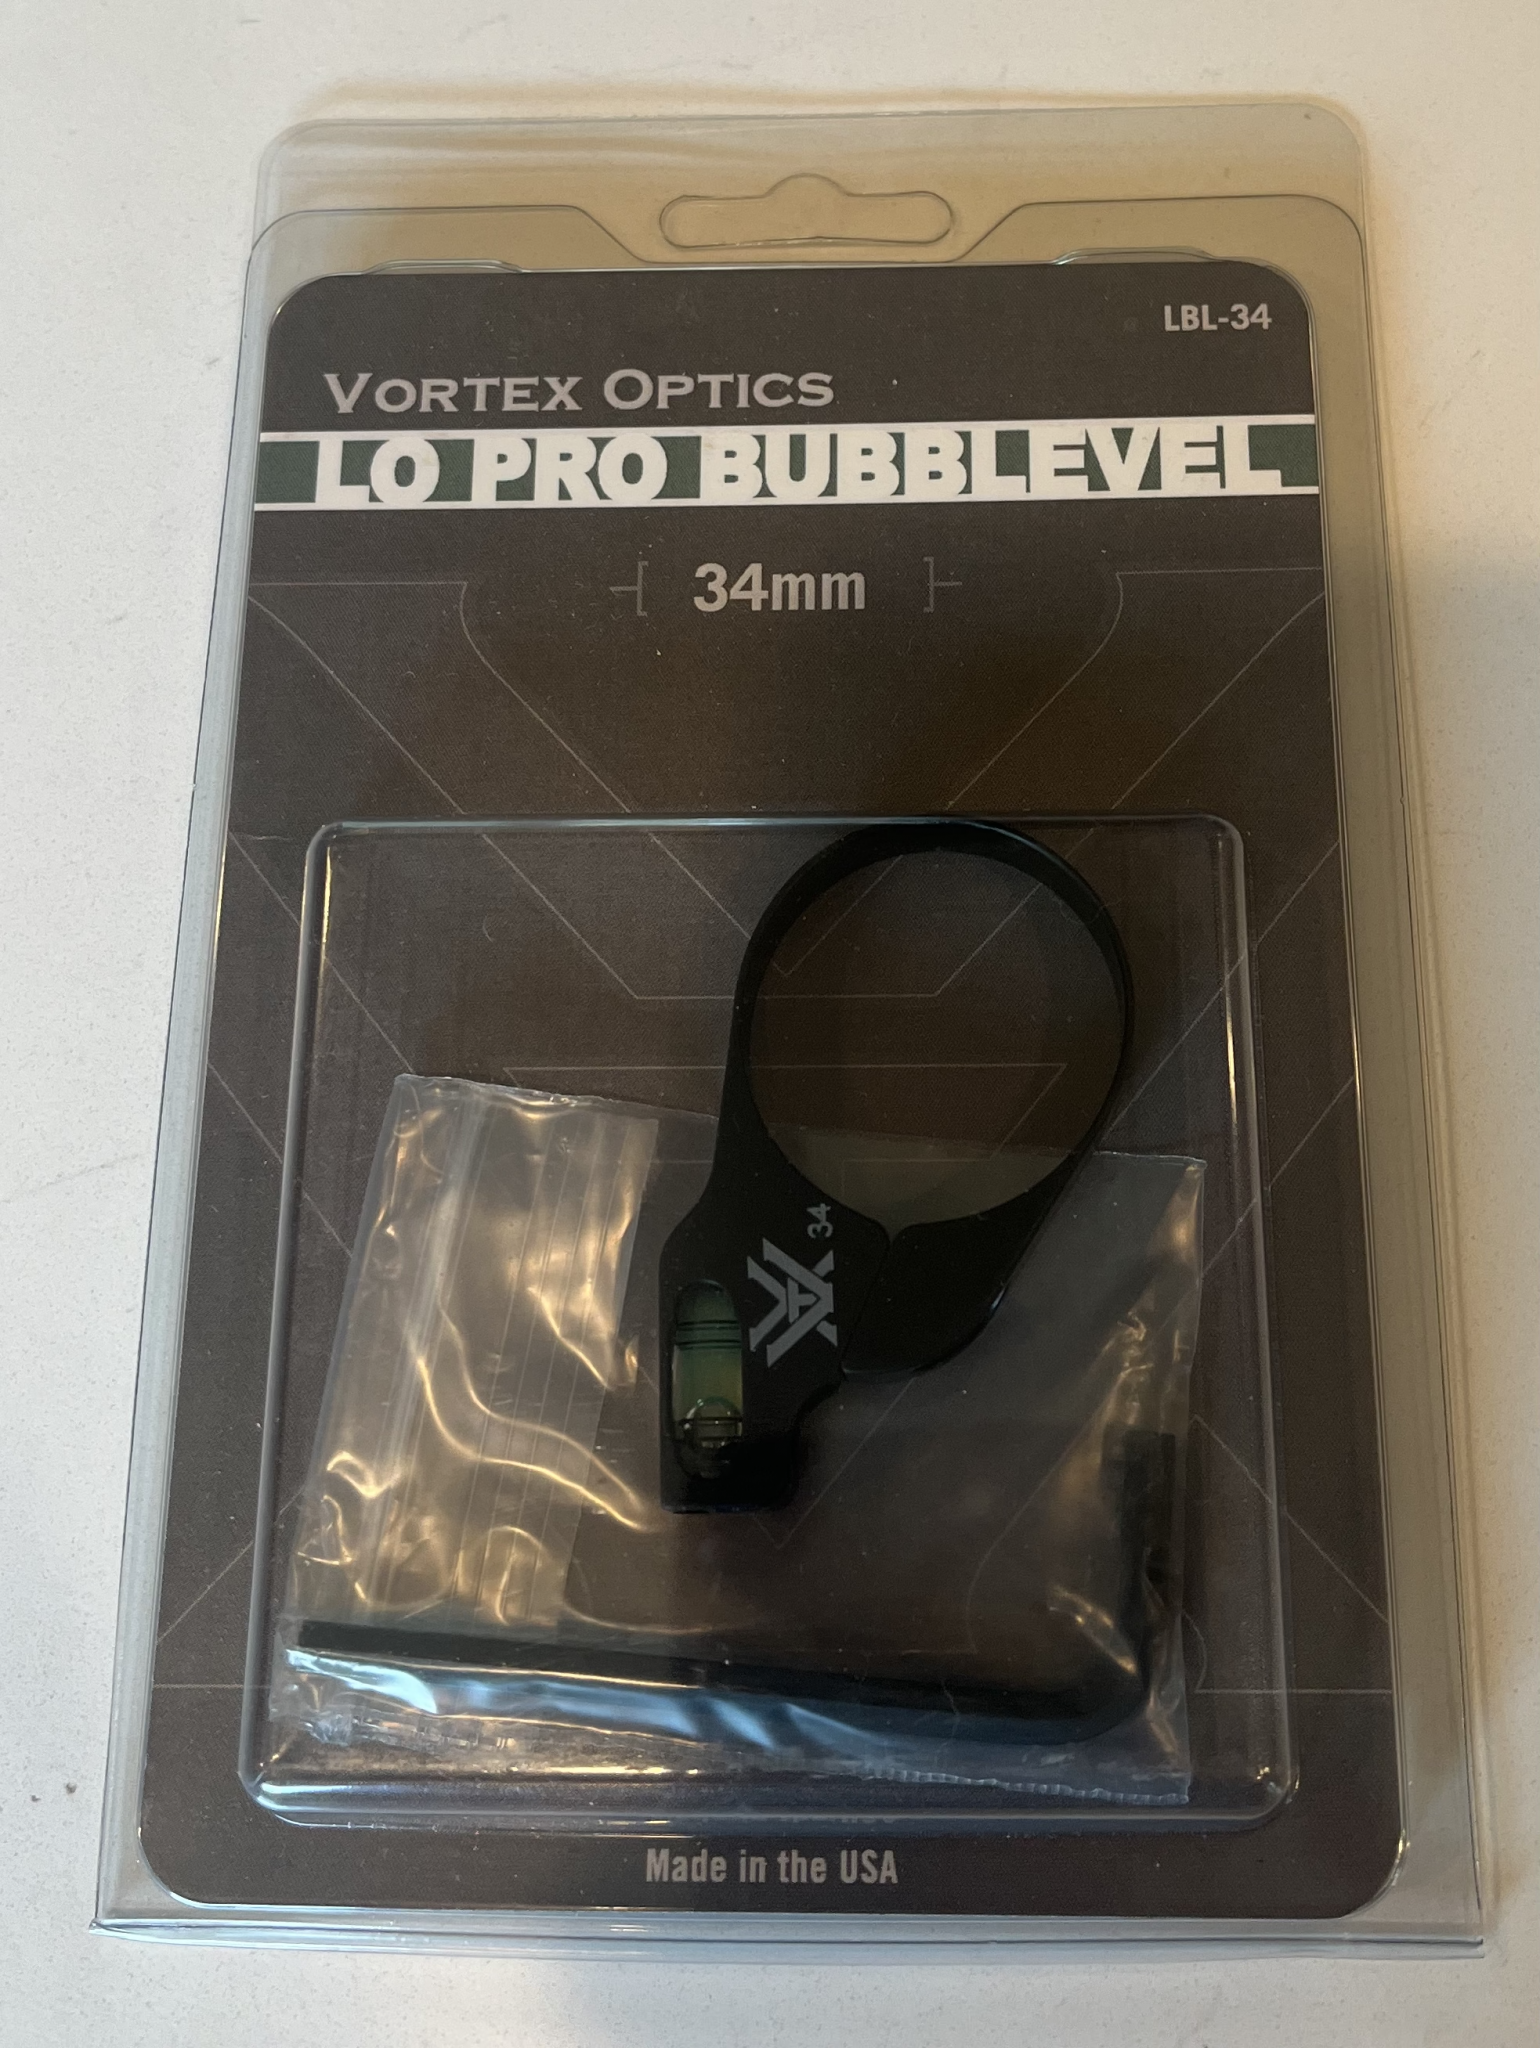 LBL-34
VORTEX OPTICS
LO PRO BUBBLEVEL
34mm
34
Made in the USA